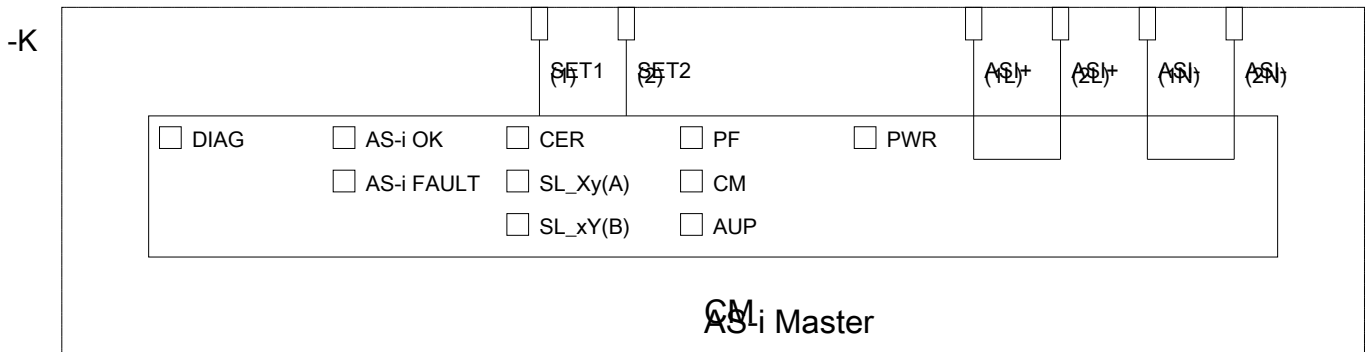 -K
SET1 SET2 ASI+ ASI+ ASI- ASI-
(1) (2) (1L) (2L) (1N) (2N)
DIAG AS-i OK CER PF PWR
AS-i FAULT SL_Xy(A) CM
SL_xY(B) AUP
CM
AS-i Master